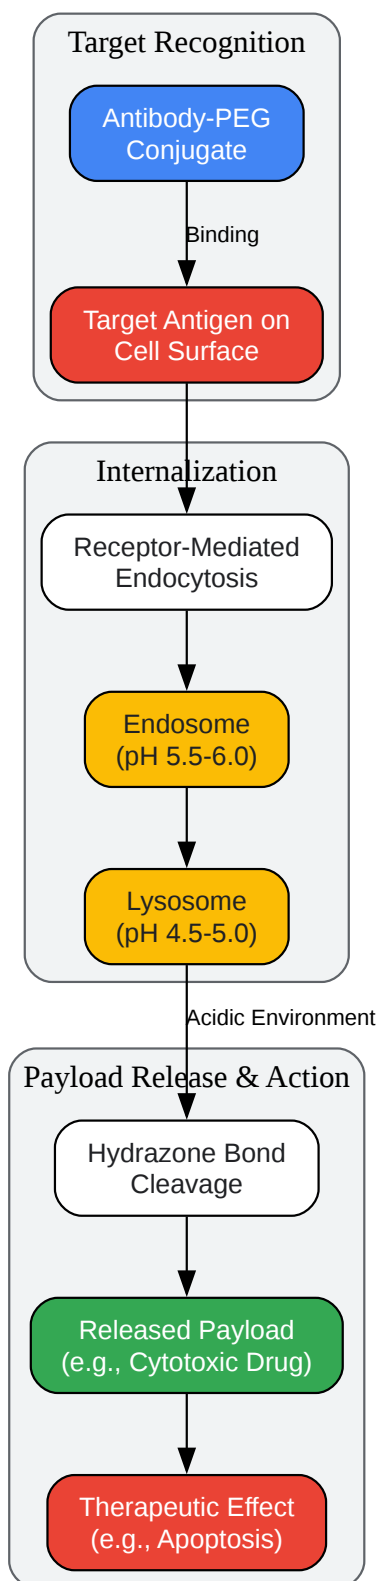 Target Recognition
Antibody-PEG
Conjugate
Binding
Target Antigen on
Cell Surface
Internalization
Receptor-Mediated
Endocytosis
Endosome
(pH 5.5-6.0)
Lysosome
(pH 4.5-5.0)
Acidic Environment
Payload Release & Action
Hydrazone Bond
Cleavage
Released Payload
(e.g., Cytotoxic Drug)
Therapeutic Effect
(e.g., Apoptosis)